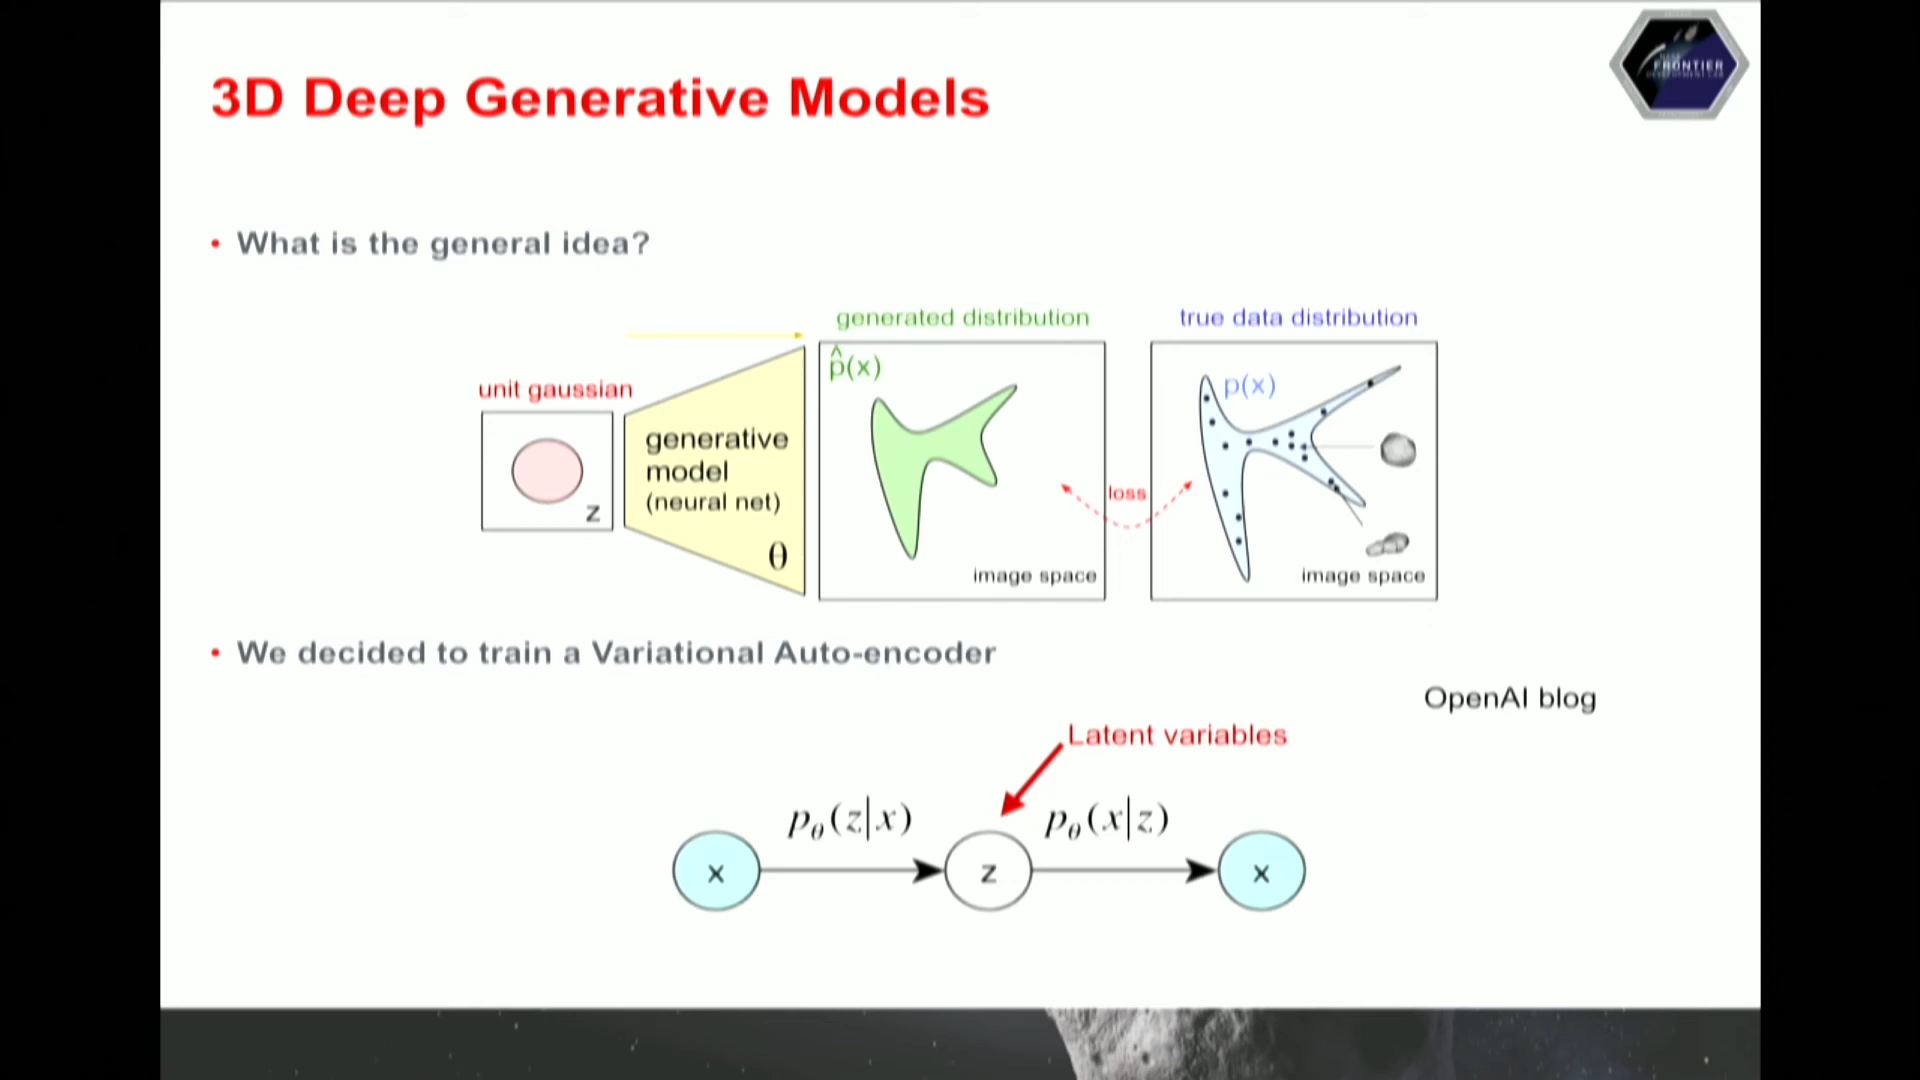 FRONTIER
3D Deep Generative Models
• What is the general idea?
generated distribution
true data distribution
p̂(x)
p(x)
unit gaussian
z
generative
model
(neural net)
θ
loss
image space
image space
• We decided to train a Variational Auto-encoder
OpenAI blog
Latent variables
pθ(z|x)
pθ(x|z)
x
z
x